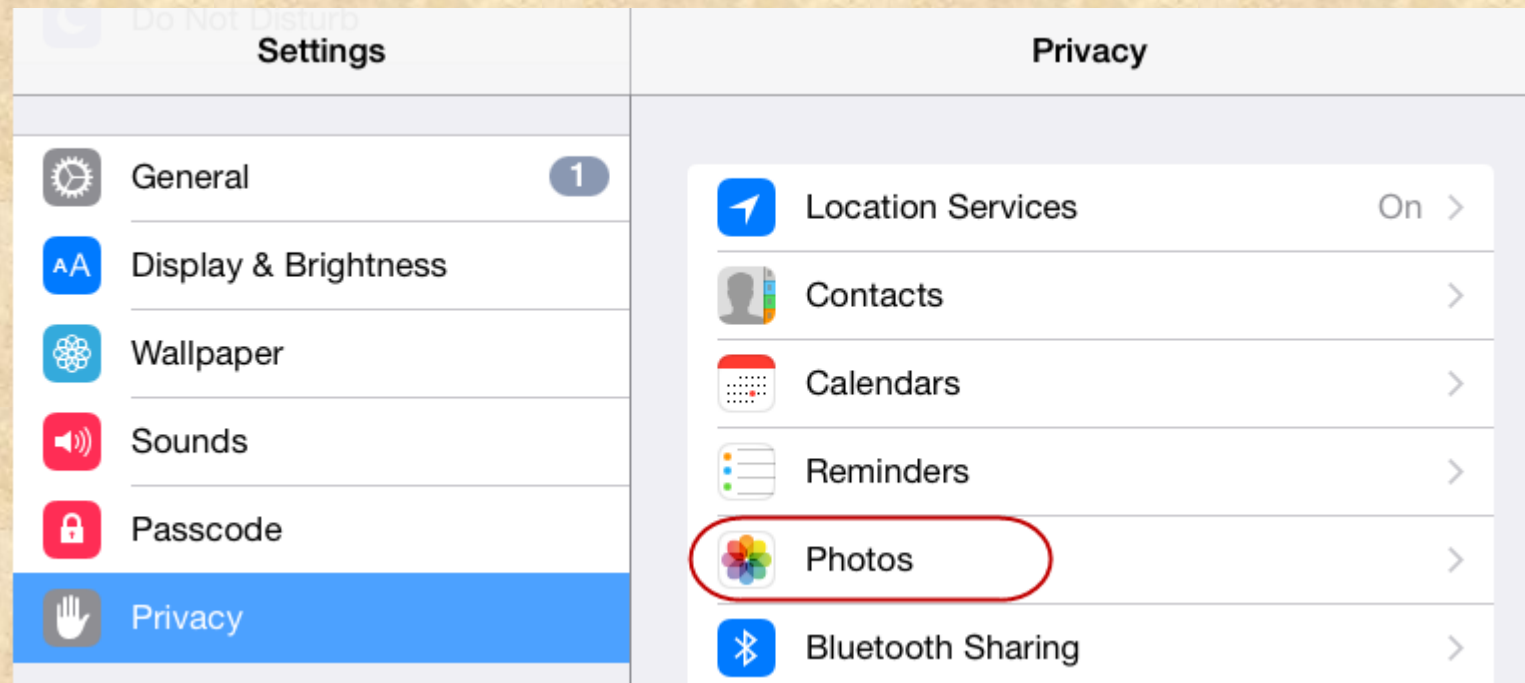 Do Not Disturb
Settings
General 1
AA Display & Brightness
Wallpaper
Sounds
Passcode
Privacy
Privacy
Location Services On
Contacts
Calendars
Reminders
Photos
Bluetooth Sharing